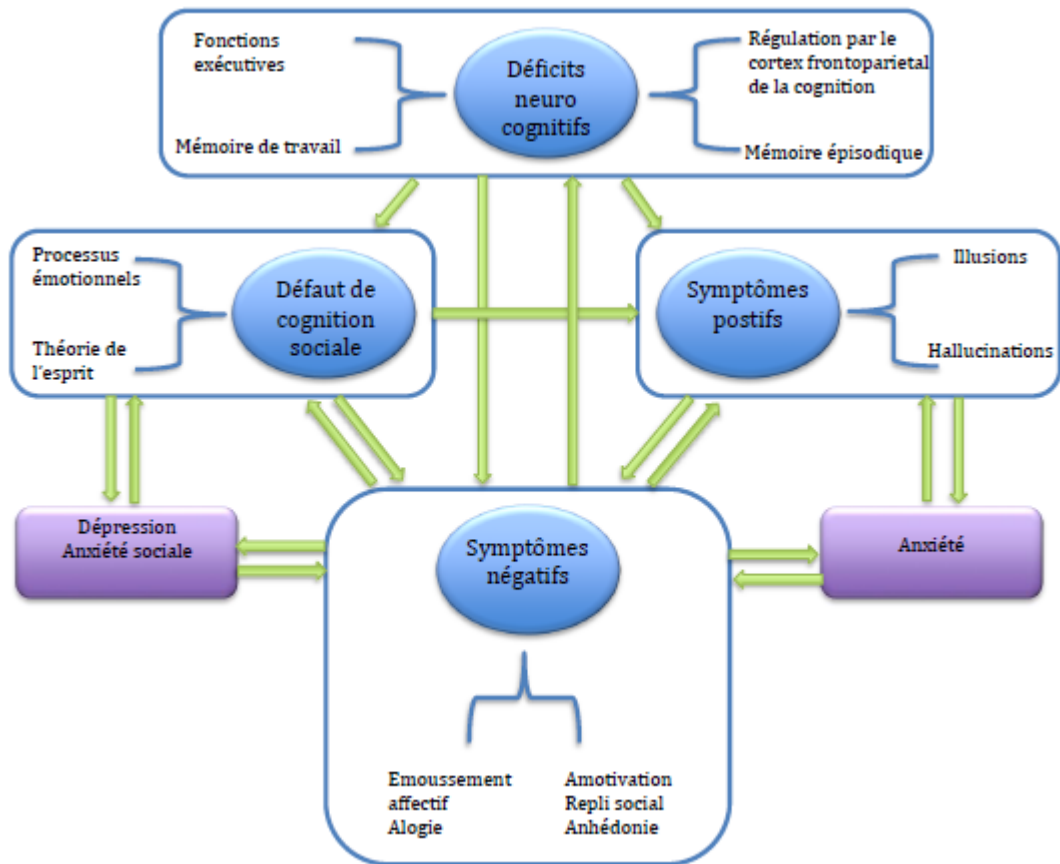 Fonctions
exécutives
Mémoire de travail
Déficits
neuro
cognitifs
Régulation par le
cortex frontoparietal
de la cognition
Mémoire épisodique
Processus
émotionnels
Théorie de
l'esprit
Défaut de
cognition
sociale
Symptômes
postifs
Illusions
Hallucinations
Dépression
Anxiété sociale
Symptômes
négatifs
Anxiété
Emoussement
affectif
Alogie
Amotivation
Repli social
Anhédonie